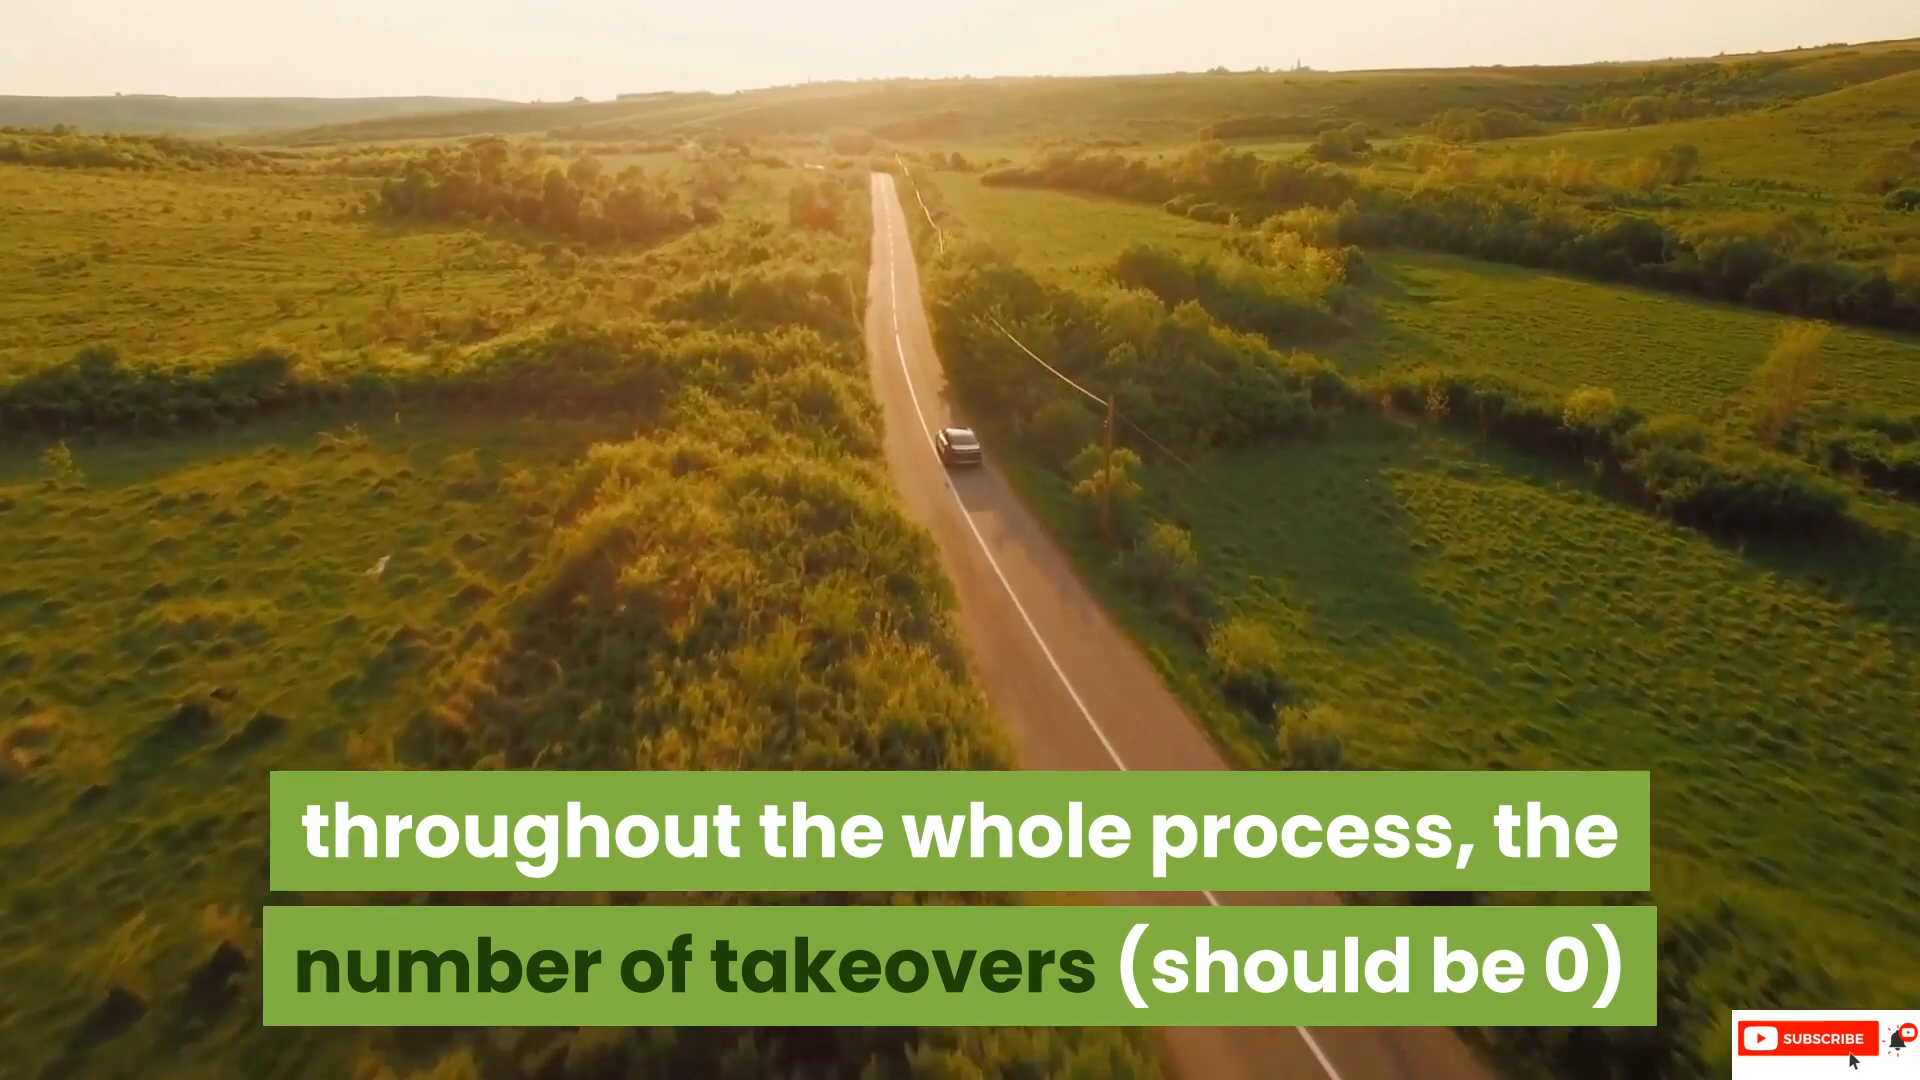 throughout the whole process, the
number of takeovers (should be 0)
SUBSCRIBE